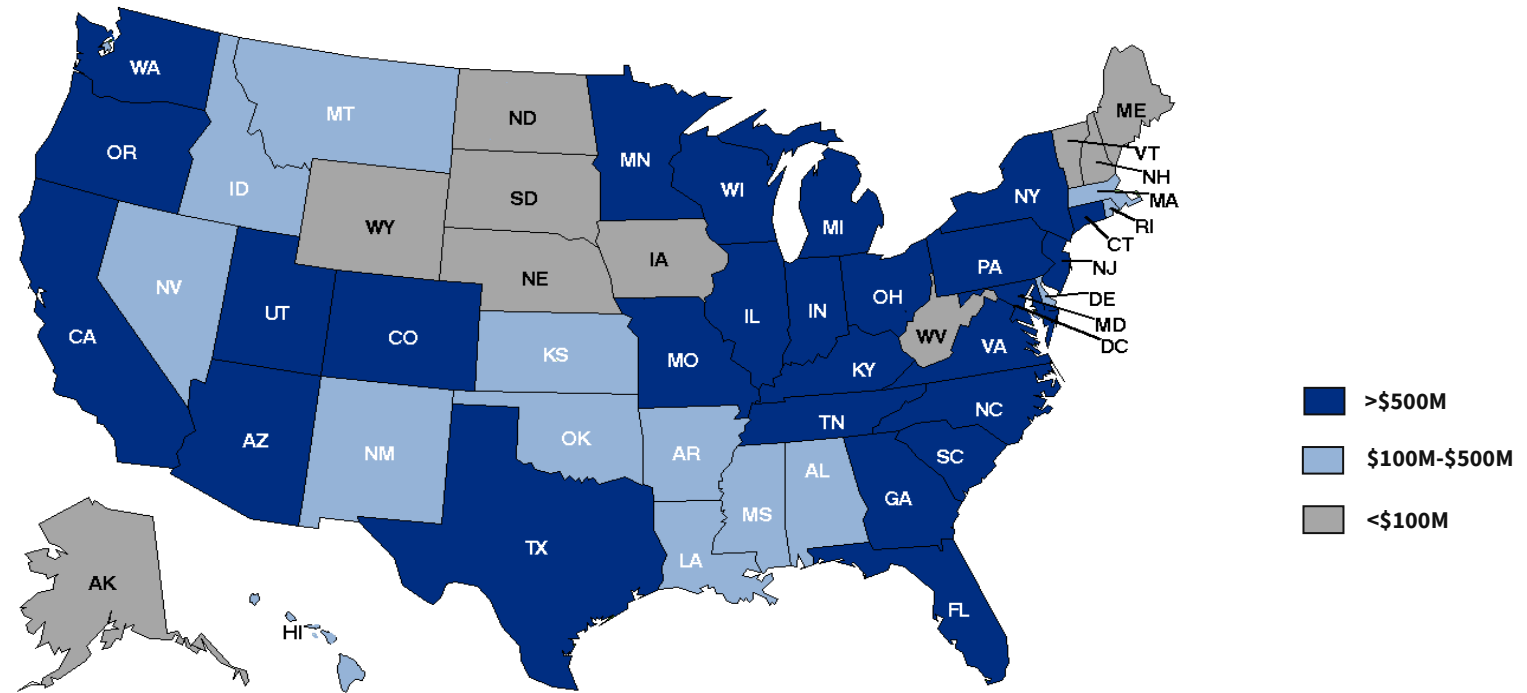 WA
MT
ND
ME
OR
MN
VT
ID
WI
NH
SD
NY
MA
WY
MI
RI
CT
IA
PA
NJ
NE
NV
OH
DE
UT
IL
IN
MD
CA
CO
WV
VA
DC
KS
MO
KY
>$500M
NC
TN
AZ
OK
NM
AR
SC
$100M-$500M
AL
GA
MS
<$100M
TX
LA
AK
FL
HI